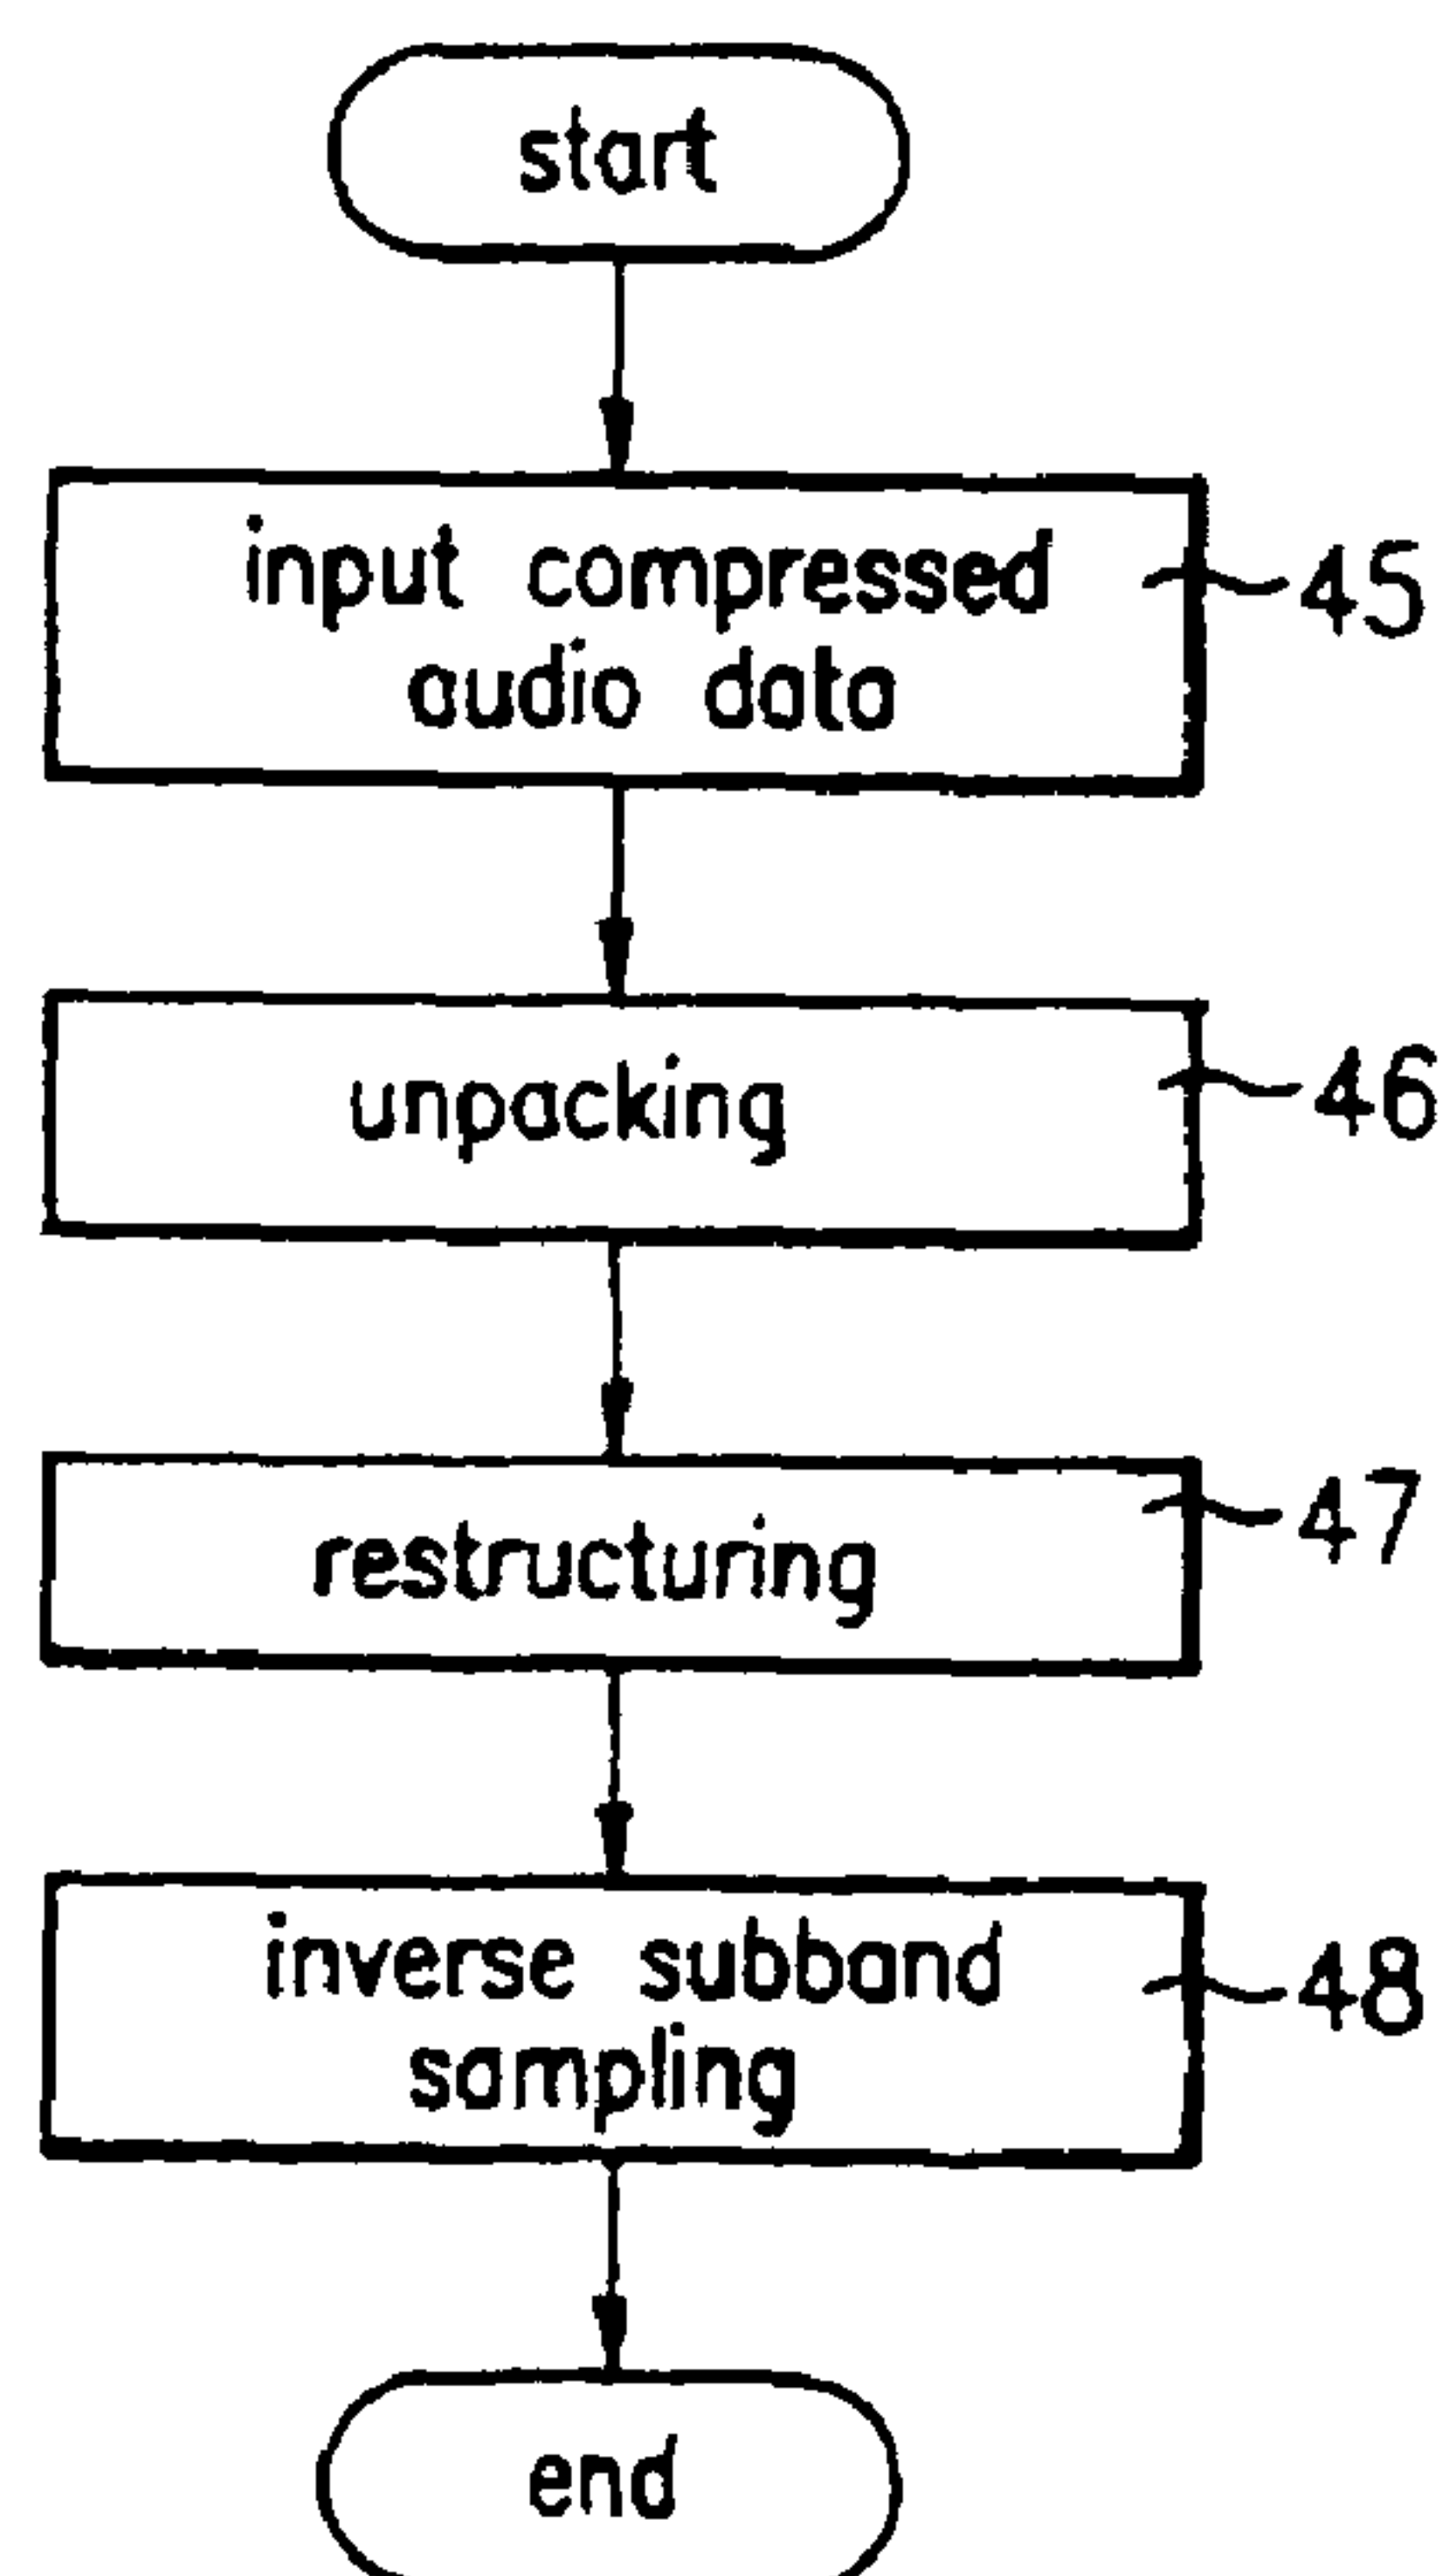 start
input compressed
audio data
45
unpacking
46
restructuring
47
inverse subband
sampling
48
end